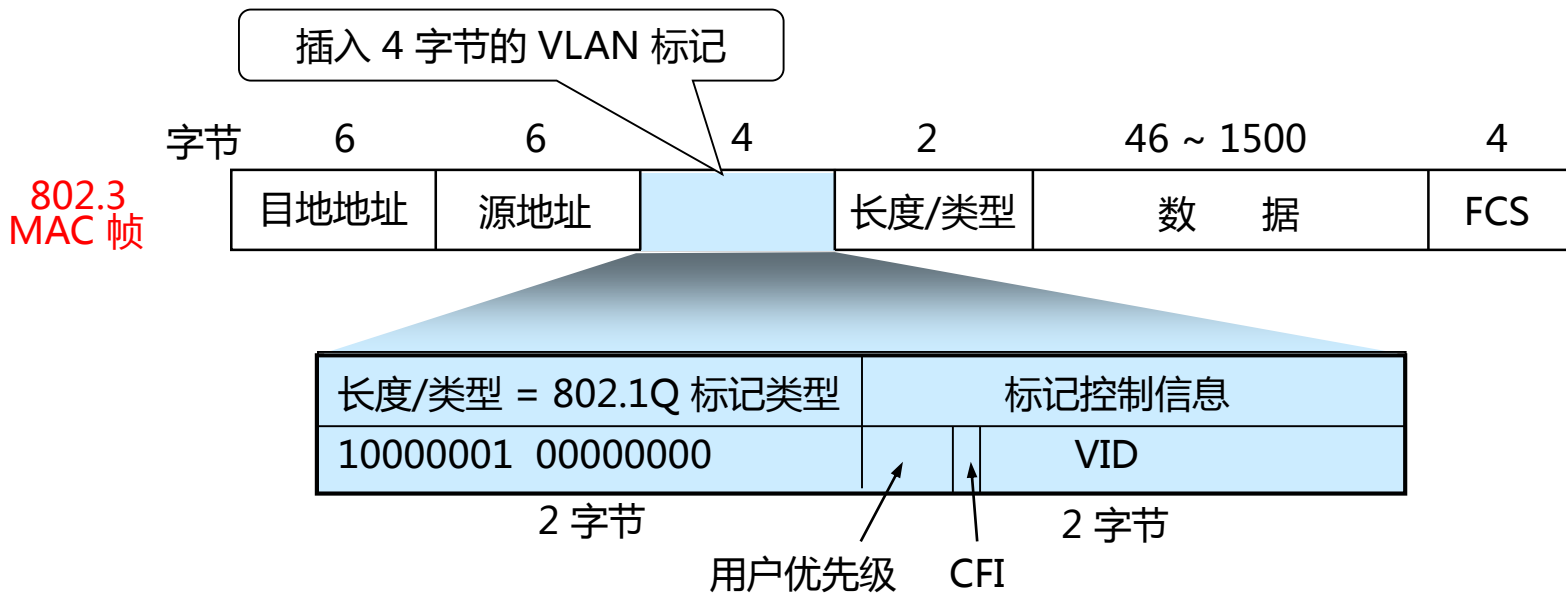 插入 4 字节的 VLAN 标记
字节 6 6 4 2 46 ~ 1500 4
802.3
MAC 帧
目地地址 源地址 长度/类型 数 据 FCS
长度/类型 = 802.1Q 标记类型 标记控制信息
10000001 00000000 VID
2 字节 2 字节
用户优先级 CFI